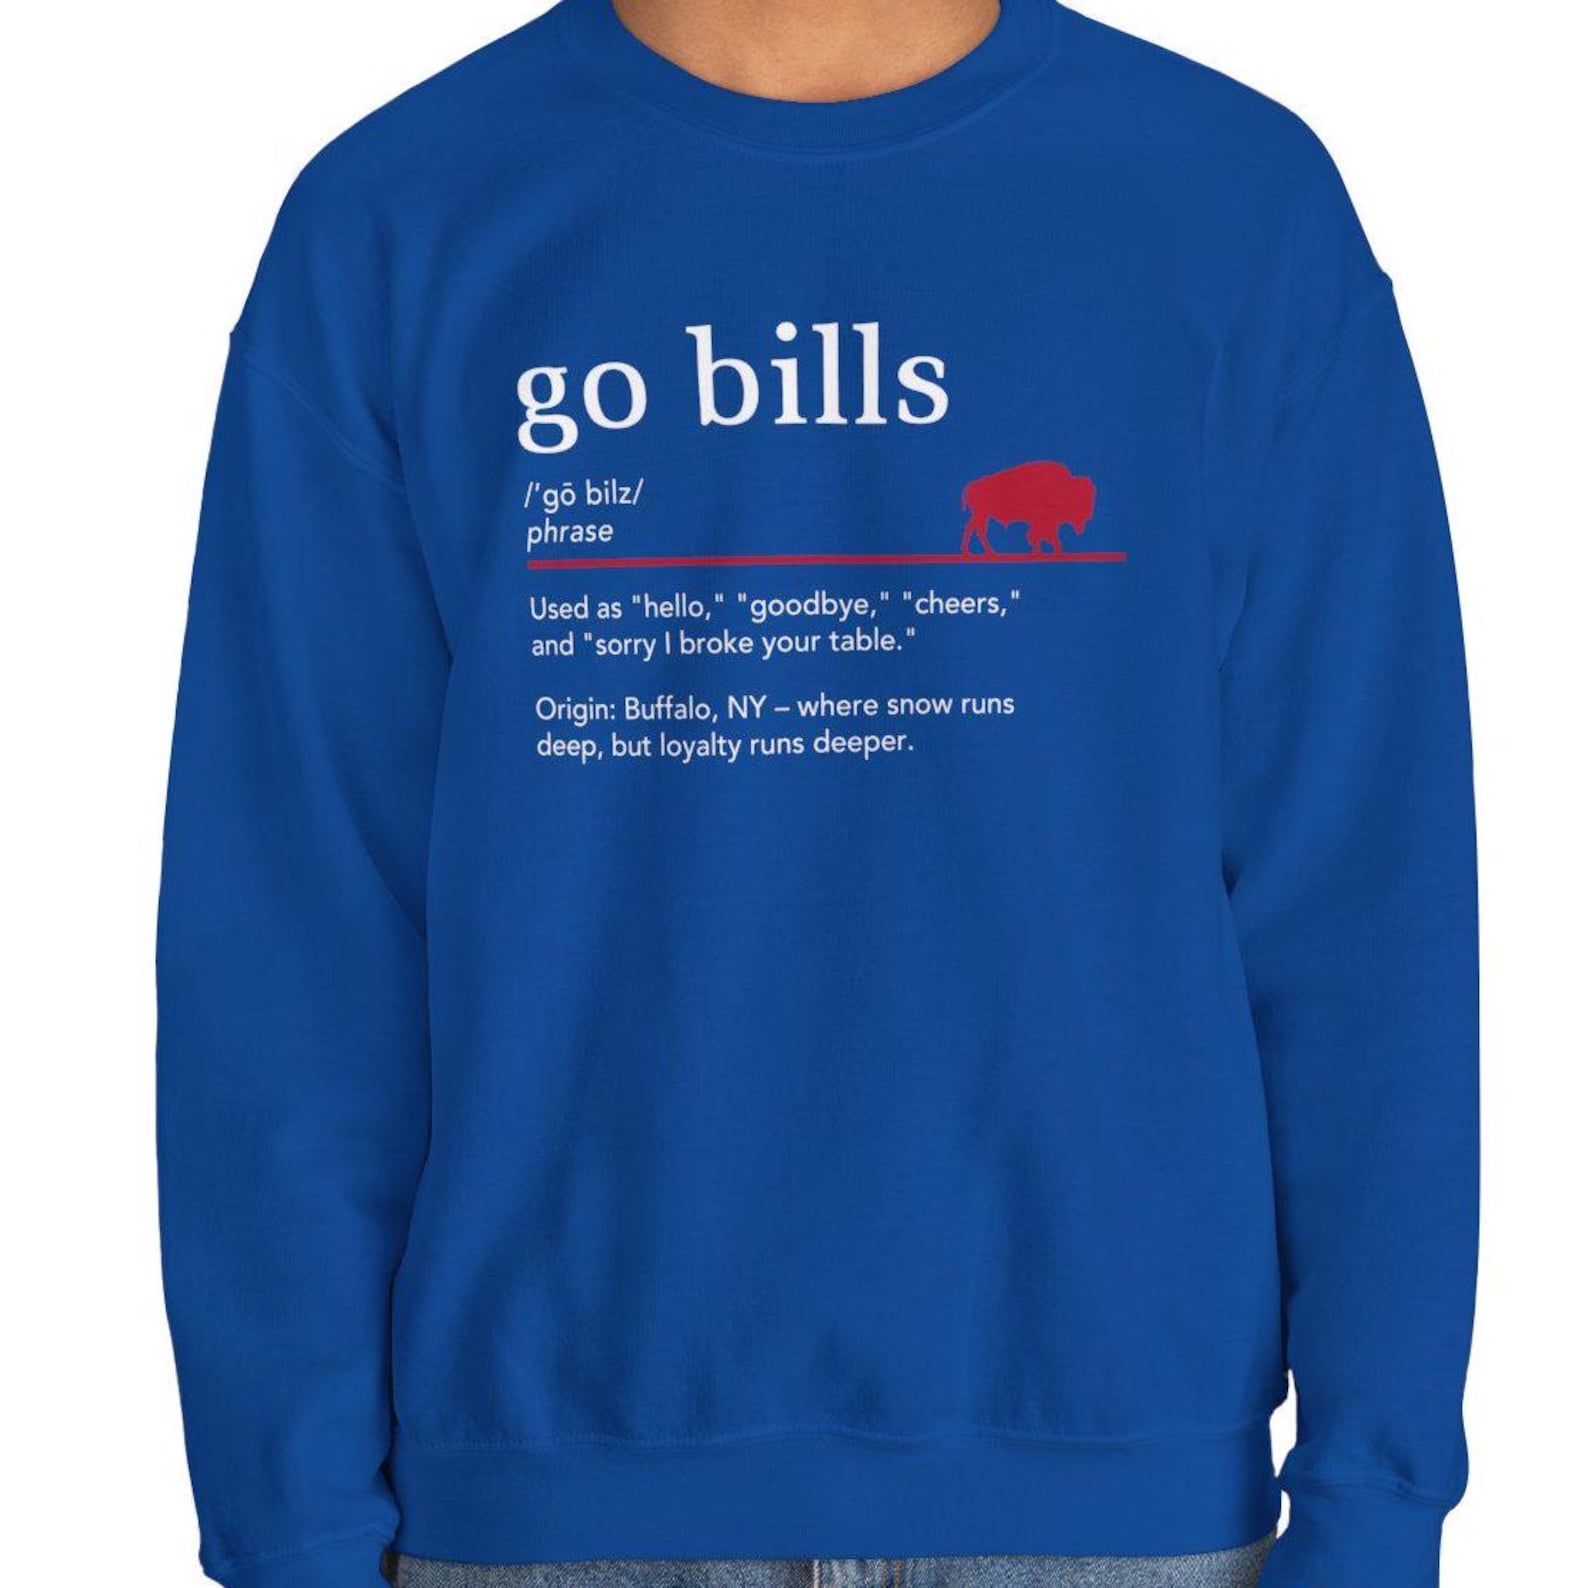 go bills
/'gō bilz/
phrase
Used as "hello," "goodbye," "cheers,"
and "sorry I broke your table."
Origin: Buffalo, NY – where snow runs
deep, but loyalty runs deeper.